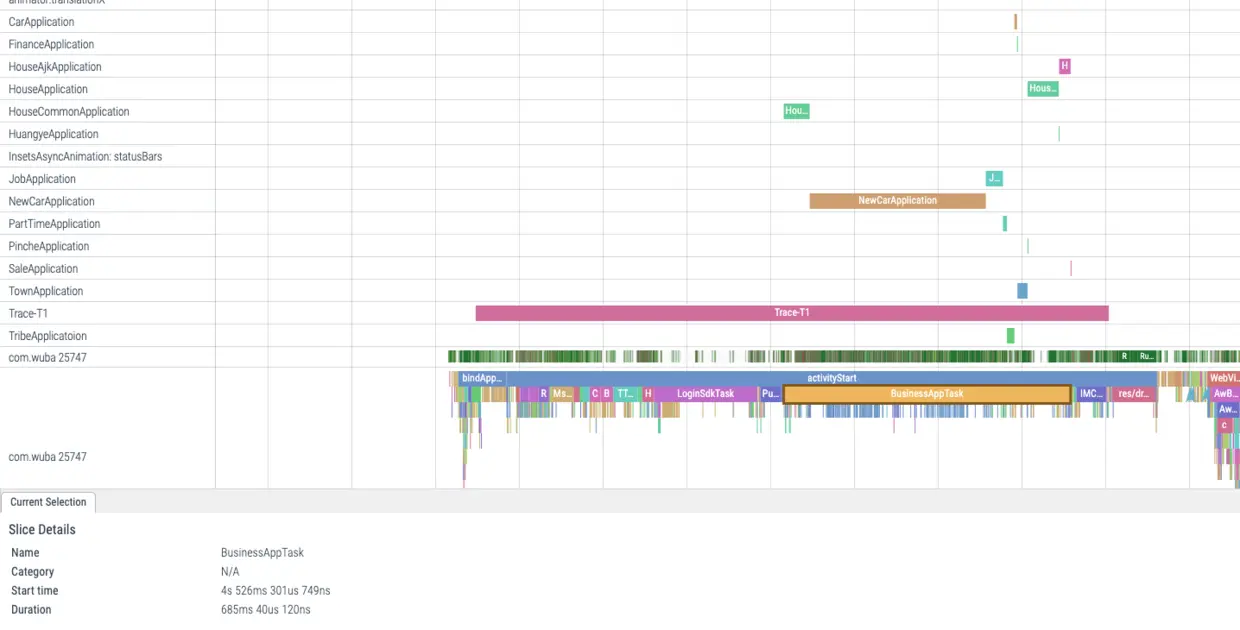 animator:translationX
CarApplication
FinanceApplication
HouseAjkApplication
H
HouseApplication
Hous...
HouseCommonApplication
Hou...
HuangyeApplication
InsetsAsyncAnimation: statusBars
JobApplication
J...
NewCarApplication
NewCarApplication
PartTimeApplication
PincheApplication
SaleApplication
TownApplication
Trace-T1
Trace-T1
TribeApplicatoion
com.wuba 25747
R Ru...
bindApp... activityStart WebVi...
R Ms... C B TT... H LoginSdkTask Pu... BusinessAppTask IMC... res/dr... AwB...
Aw...
c
com.wuba 25747
Current Selection
Slice Details
Name BusinessAppTask
Category N/A
Start time 4s 526ms 301us 749ns
Duration 685ms 40us 120ns